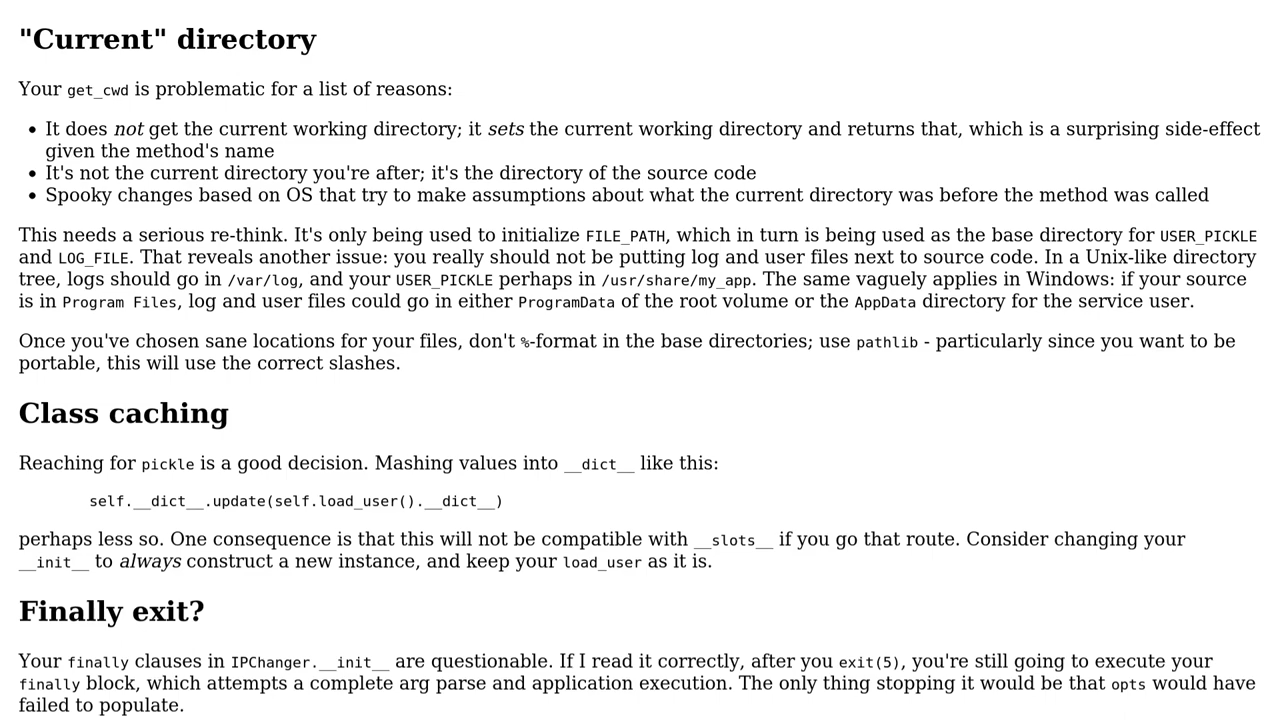 "Current" directory
Your get_cwd is problematic for a list of reasons:
• It does not get the current working directory; it sets the current working directory and returns that, which is a surprising side-effect
given the method's name
• It's not the current directory you're after; it's the directory of the source code
• Spooky changes based on OS that try to make assumptions about what the current directory was before the method was called
This needs a serious re-think. It's only being used to initialize FILE_PATH, which in turn is being used as the base directory for USER_PICKLE
and LOG_FILE. That reveals another issue: you really should not be putting log and user files next to source code. In a Unix-like directory
tree, logs should go in /var/log, and your USER_PICKLE perhaps in /usr/share/my_app. The same vaguely applies in Windows: if your source
is in Program Files, log and user files could go in either ProgramData of the root volume or the AppData directory for the service user.
Once you've chosen sane locations for your files, don't %-format in the base directories; use pathlib - particularly since you want to be
portable, this will use the correct slashes.
Class caching
Reaching for pickle is a good decision. Mashing values into __dict__ like this:
self.__dict__.update(self.load_user().__dict__)
perhaps less so. One consequence is that this will not be compatible with __slots__ if you go that route. Consider changing your
__init__ to always construct a new instance, and keep your load_user as it is.
Finally exit?
Your finally clauses in IPChanger.__init__ are questionable. If I read it correctly, after you exit(5), you're still going to execute your
finally block, which attempts a complete arg parse and application execution. The only thing stopping it would be that opts would have
failed to populate.